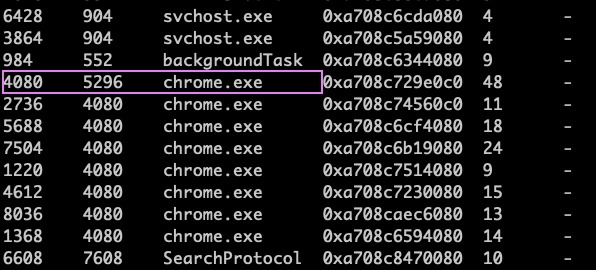 6428 904 svchost.exe 0xa708c6cda080 4 -
3864 904 svchost.exe 0xa708c5a59080 4 -
984 552 backgroundTask 0xa708c6344080 9 -
4080 5296 chrome.exe 0xa708c729e0c0 48 -
2736 4080 chrome.exe 0xa708c74560c0 11 -
5688 4080 chrome.exe 0xa708c6cf4080 18 -
7504 4080 chrome.exe 0xa708c6b19080 24 -
1220 4080 chrome.exe 0xa708c7514080 9 -
4612 4080 chrome.exe 0xa708c7230080 15 -
8036 4080 chrome.exe 0xa708caec6080 13 -
1368 4080 chrome.exe 0xa708c6594080 14 -
6608 7608 SearchProtocol 0xa708c8470080 10 -